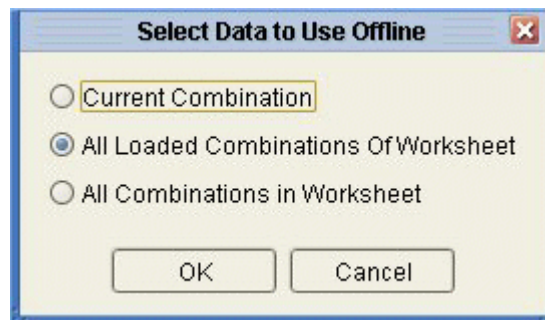 Select Data to Use Offline
Current Combination
All Loaded Combinations Of Worksheet
All Combinations in Worksheet
OK Cancel